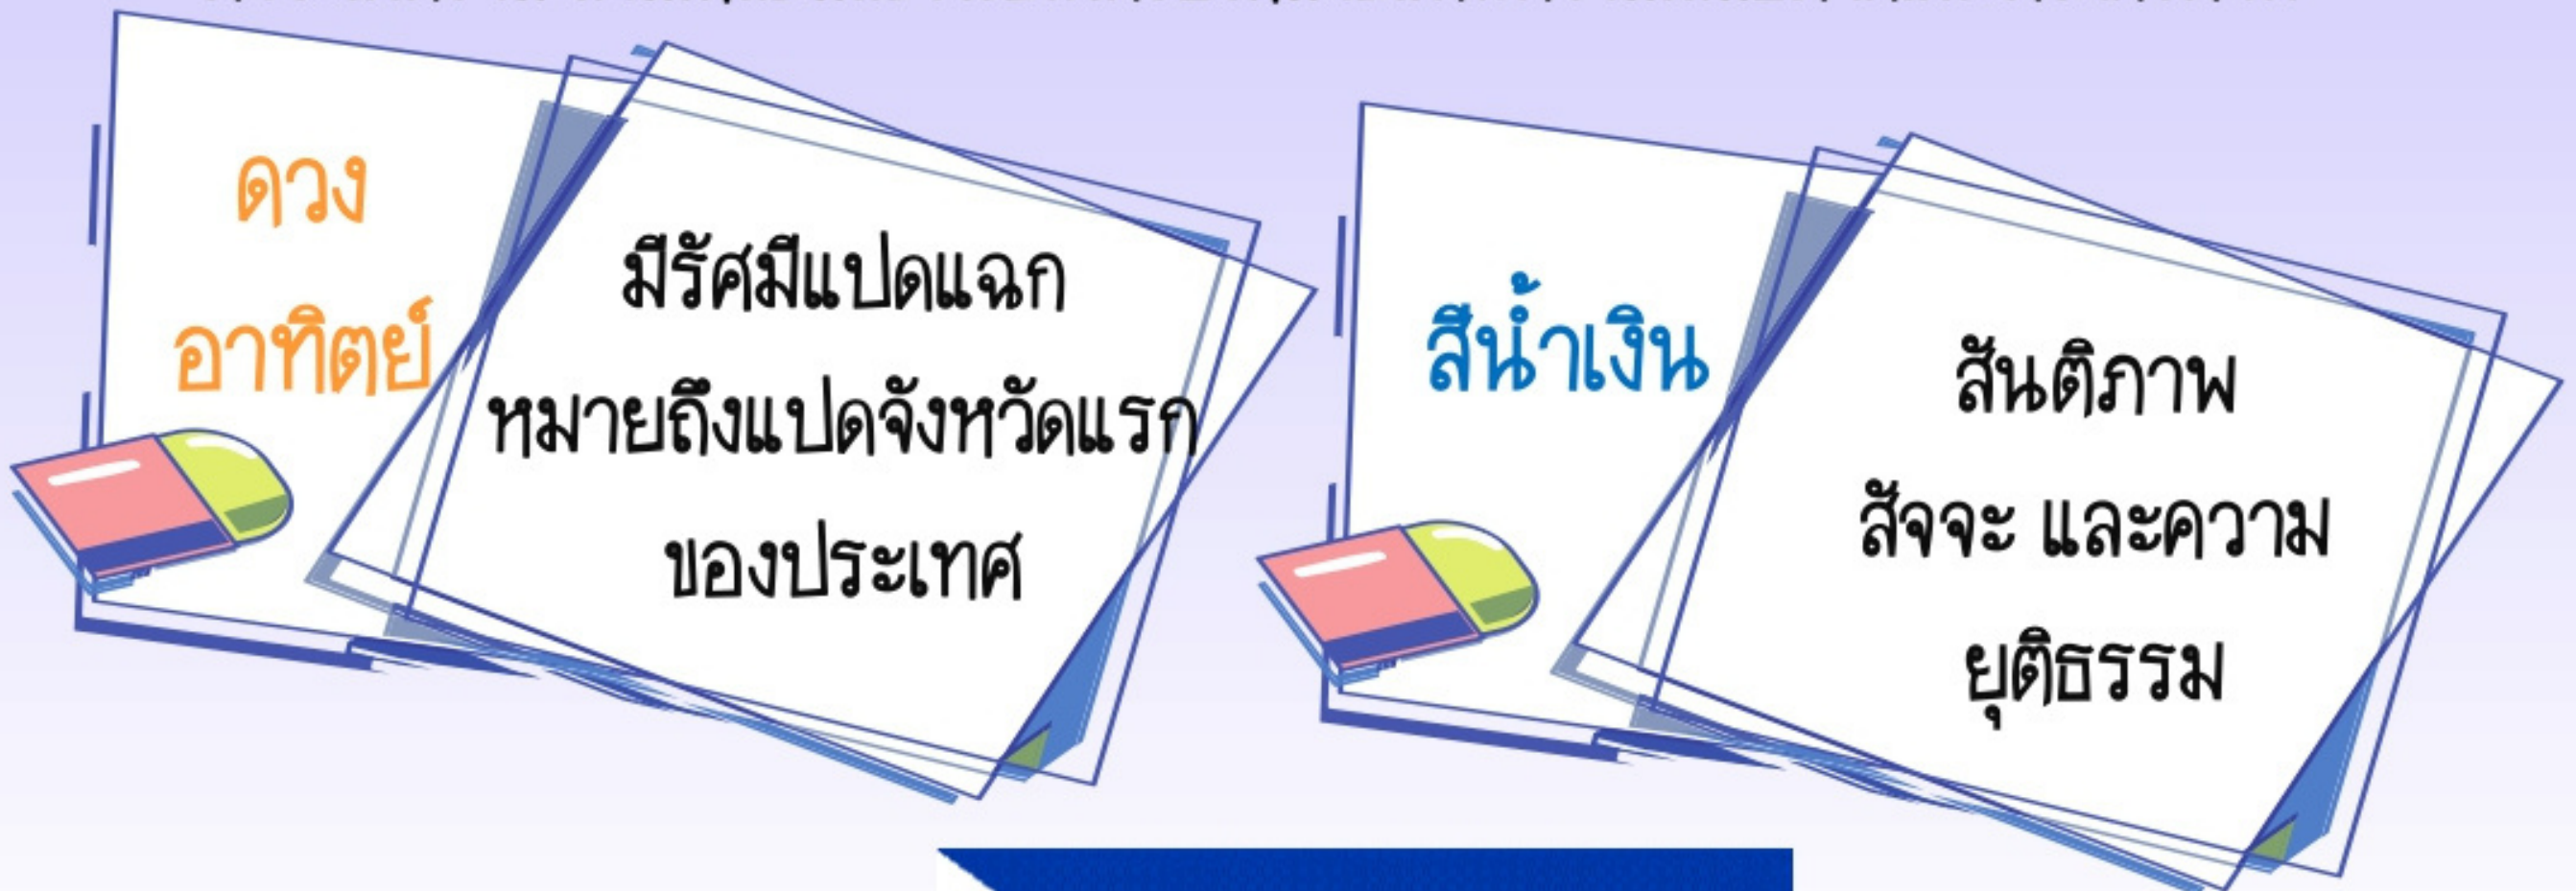 ดวง
อาทิตย์
มีรัศมีแปดแฉก
หมายถึงแปดจังหวัดแรก
ของประเทศ
สีน้ำเงิน
สันติภาพ
สัจจะ และความ
ยุติธรรม